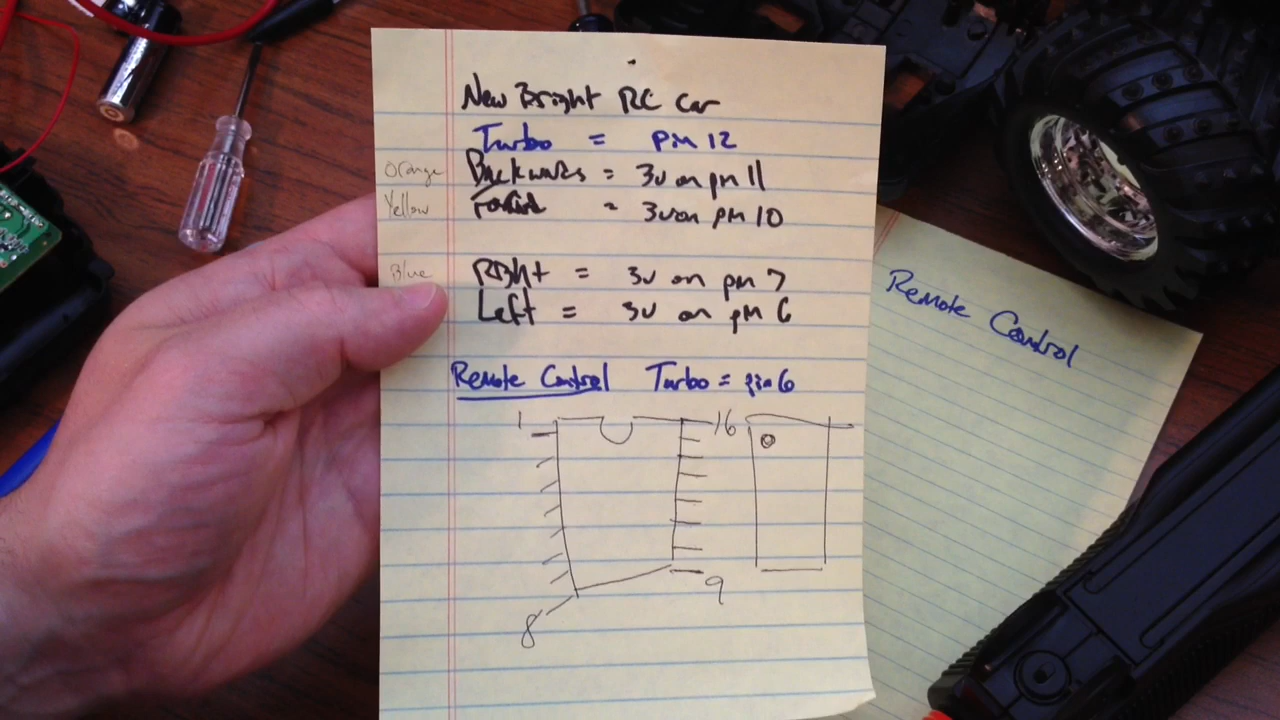 New Bright RC Car
Turbo = pin 12
Orange Backwards = 3v on pin 11
Yellow Forward = 3v on pin 10
Blue Right = 3v on pin 7
Left = 3v on pin 6
Remote Control Turbo = pin 6
1 16
8 9
Remote Control